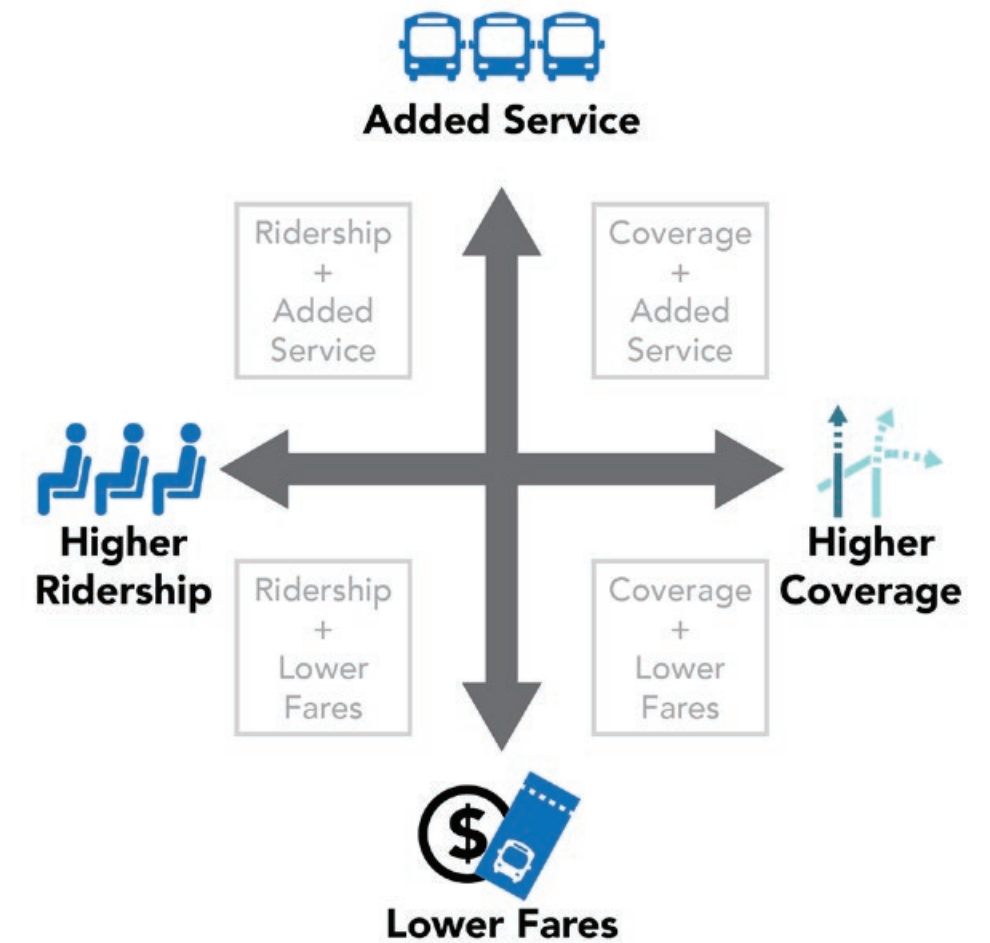 Added Service
Ridership
+
Added
Service
Coverage
+
Added
Service
Higher
Ridership
Higher
Coverage
Ridership
+
Lower
Fares
Coverage
+
Lower
Fares
$
Lower Fares